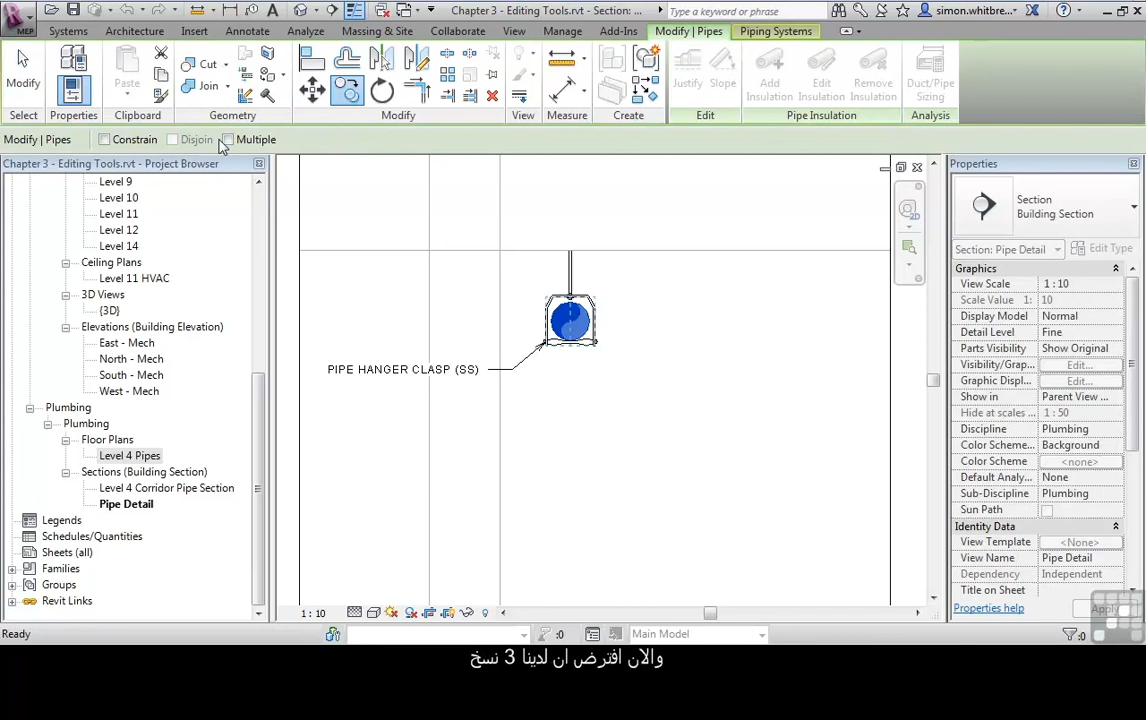 Chapter 3 - Editing Tools.rvt - Section: ...
Type a keyword or phrase
simon.whitbre...
MEP
Systems
Architecture
Insert
Annotate
Analyze
Massing & Site
Collaborate
View
Manage
Add-Ins
Modify | Pipes
Piping Systems
Modify
Paste
Cut
Join
Justify
Slope
Add
Insulation
Edit
Insulation
Remove
Insulation
Duct/Pipe
Sizing
Select
Properties
Clipboard
Geometry
Modify
View
Measure
Create
Edit
Pipe Insulation
Analysis
Modify | Pipes
Constrain
Disjoin
Multiple
Chapter 3 - Editing Tools.rvt - Project Browser
Level 9
Level 10
Level 11
Level 12
Level 14
Ceiling Plans
Level 11 HVAC
3D Views
{3D}
Elevations (Building Elevation)
East - Mech
North - Mech
South - Mech
West - Mech
Plumbing
Plumbing
Floor Plans
Level 4 Pipes
Sections (Building Section)
Level 4 Corridor Pipe Section
Pipe Detail
Legends
Schedules/Quantities
Sheets (all)
Families
Groups
Revit Links
PIPE HANGER CLASP (SS)
2D
Properties
Section
Building Section
Section: Pipe Detail
Edit Type
Graphics
View Scale 1 : 10
Scale Value 1: 10
Display Model Normal
Detail Level Fine
Parts Visibility Show Original
Visibility/Grap... Edit...
Graphic Displ... Edit...
Show in Parent View ...
Hide at scales ... 1 : 50
Discipline Plumbing
Color Scheme... Background
Color Scheme <none>
Default Analy... None
Sub-Discipline Plumbing
Sun Path
Identity Data
View Template <None>
View Name Pipe Detail
Dependency Independent
Title on Sheet
Properties help
Apply
1 : 10
Ready
:0
Main Model
:0
والان افترض ان لدينا 3 نسخ